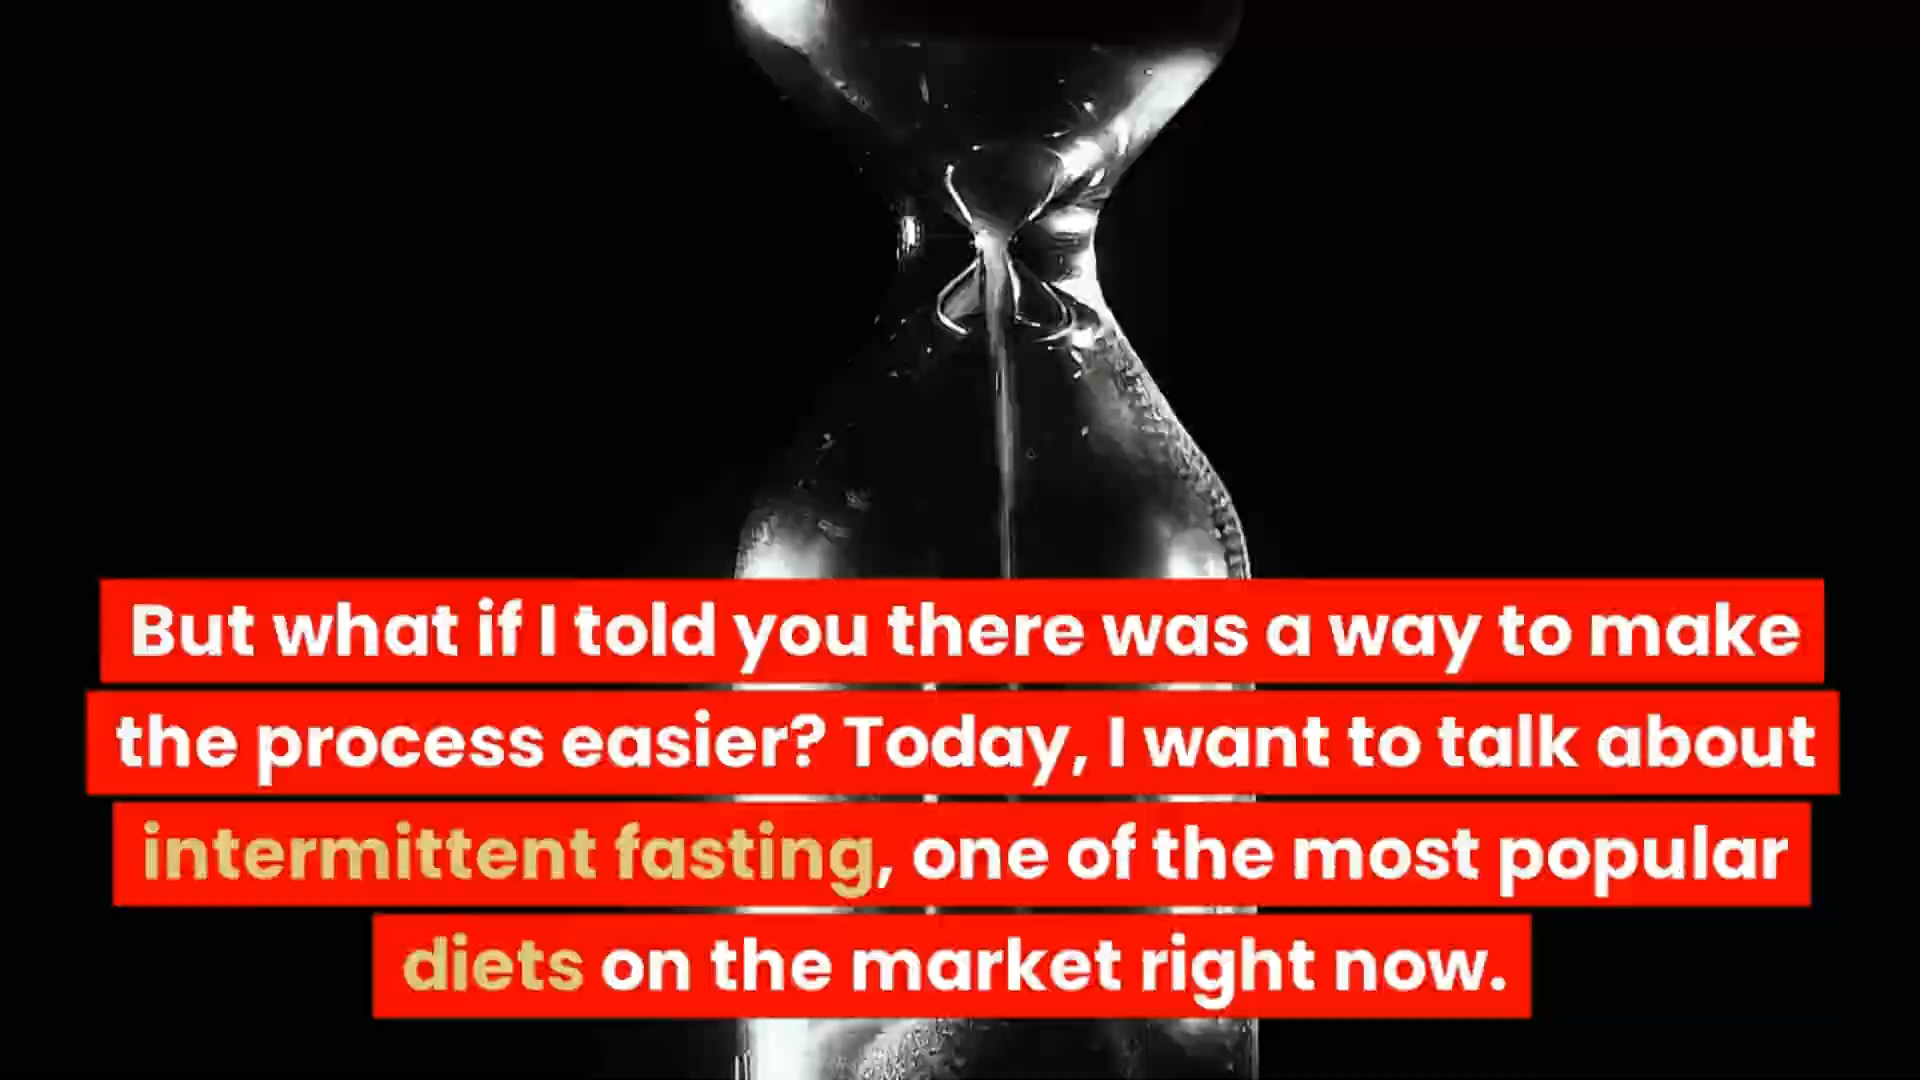 But what if I told you there was a way to make
the process easier? Today, I want to talk about
intermittent fasting, one of the most popular
diets on the market right now.